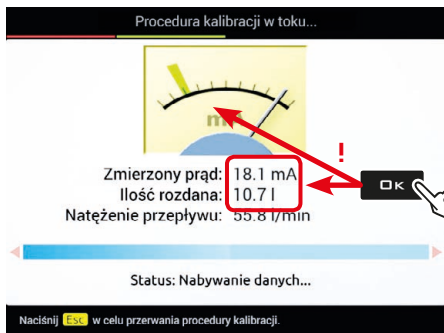 Procedura kalibracji w toku...
mA
!
Zmierzony prąd: 18.1 mA
Ilość rozdana: 10.7 l
OK
Natężenie przepływu: 55.8 l/min
Status: Nabywanie danych...
Naciśnij Esc w celu przerwania procedury kalibracji.